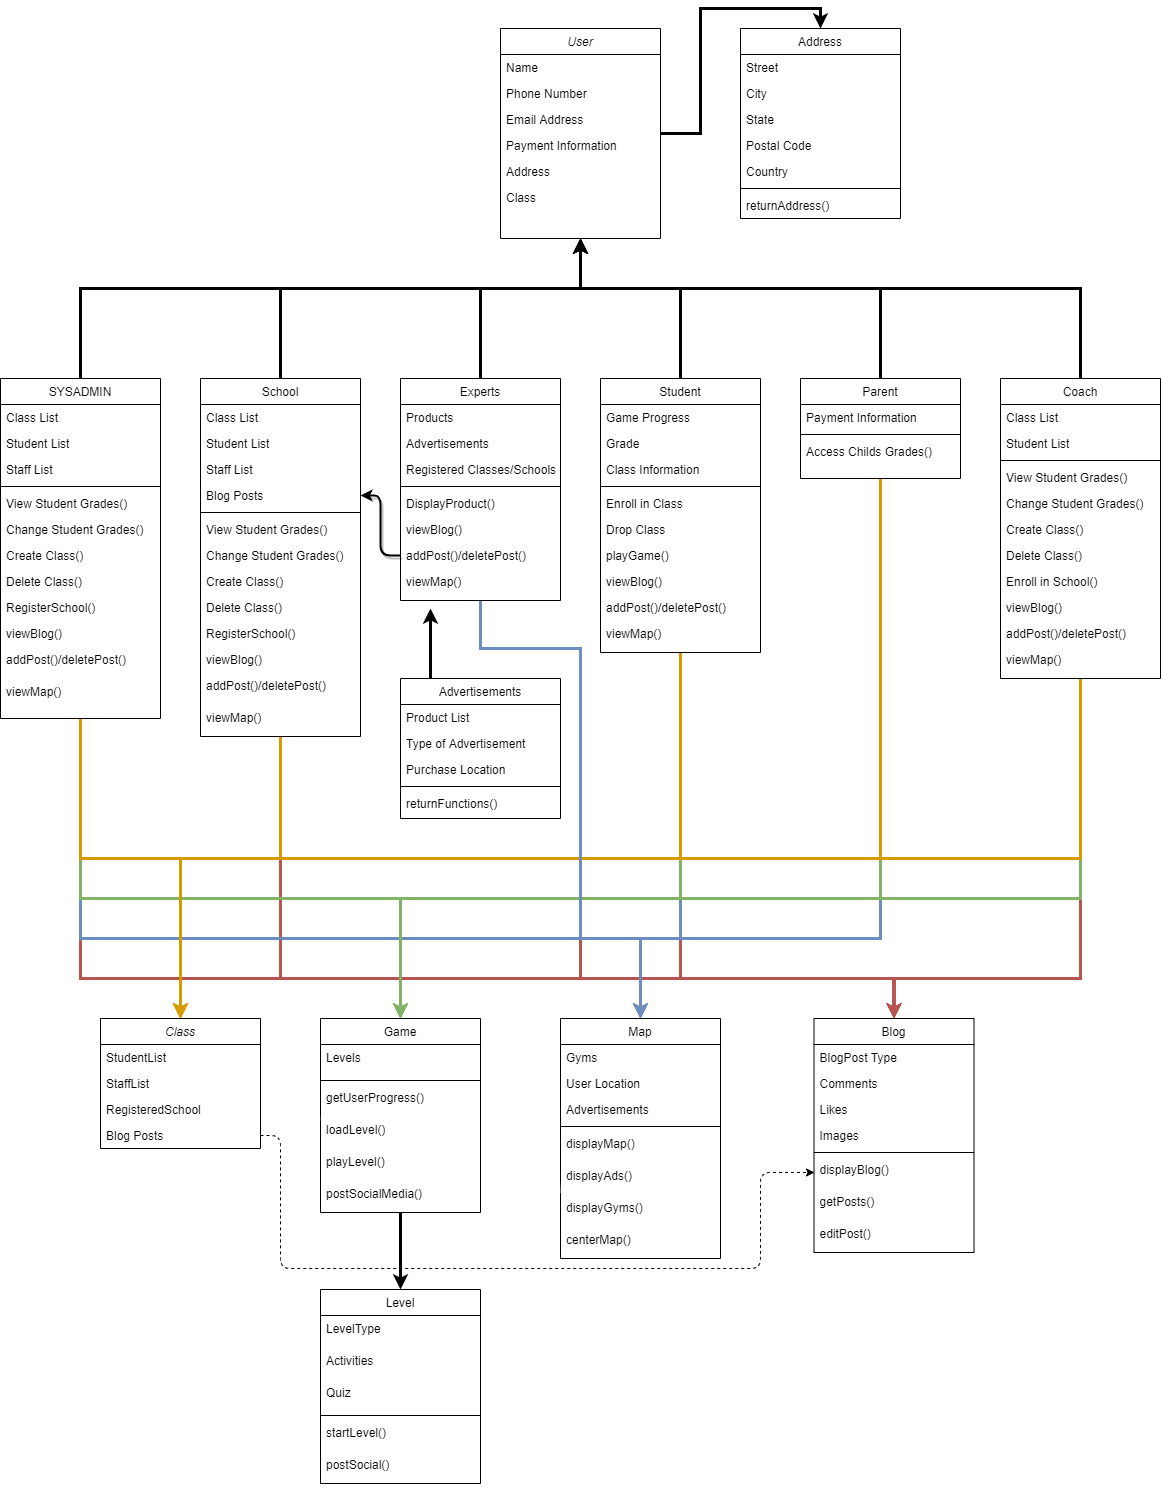 User
Name
Phone Number
Email Address
Payment Information
Address
Class
Address
Street
City
State
Postal Code
Country
returnAddress()
SYSADMIN
Class List
Student List
Staff List
View Student Grades()
Change Student Grades()
Create Class()
Delete Class()
RegisterSchool()
viewBlog()
addPost()/deletePost()
viewMap()
School
Class List
Student List
Staff List
Blog Posts
View Student Grades()
Change Student Grades()
Create Class()
Delete Class()
RegisterSchool()
viewBlog()
addPost()/deletePost()
viewMap()
Experts
Products
Advertisements
Registered Classes/Schools
DisplayProduct()
viewBlog()
addPost()/deletePost()
viewMap()
Student
Game Progress
Grade
Class Information
Enroll in Class
Drop Class
playGame()
viewBlog()
addPost()/deletePost()
viewMap()
Parent
Payment Information
Access Childs Grades()
Coach
Class List
Student List
View Student Grades()
Change Student Grades()
Create Class()
Delete Class()
Enroll in School()
viewBlog()
addPost()/deletePost()
viewMap()
Advertisements
Product List
Type of Advertisement
Purchase Location
returnFunctions()
Class
StudentList
StaffList
RegisteredSchool
Blog Posts
Game
Levels
getUserProgress()
loadLevel()
playLevel()
postSocialMedia()
Map
Gyms
User Location
Advertisements
displayMap()
displayAds()
displayGyms()
centerMap()
Blog
BlogPost Type
Comments
Likes
Images
displayBlog()
getPosts()
editPost()
Level
LevelType
Activities
Quiz
startLevel()
postSocial()